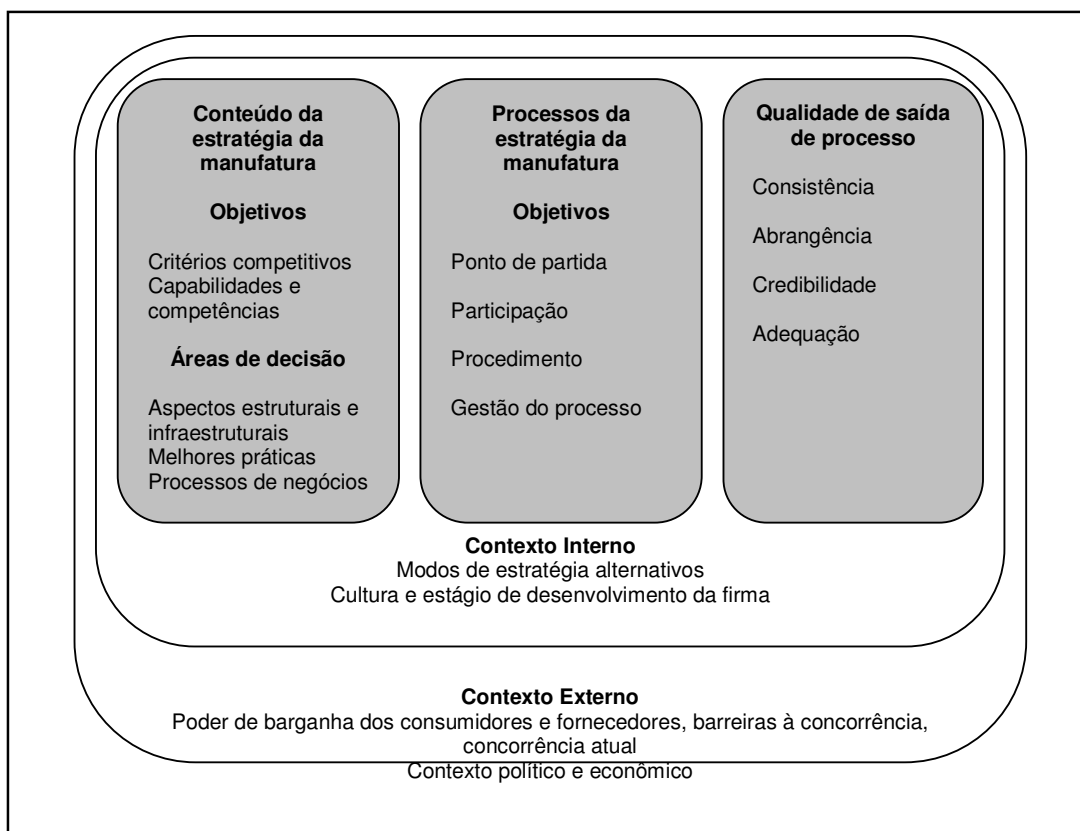 Conteúdo da
estratégia da
manufatura
Objetivos
Critérios competitivos
Capabilidades e
competências
Áreas de decisão
Aspectos estruturais e
infraestruturais
Melhores práticas
Processos de negócios
Processos da
estratégia da
manufatura
Objetivos
Ponto de partida
Participação
Procedimento
Gestão do processo
Qualidade de saída
de processo
Consistência
Abrangência
Credibilidade
Adequação
Contexto Interno
Modos de estratégia alternativos
Cultura e estágio de desenvolvimento da firma
Contexto Externo
Poder de barganha dos consumidores e fornecedores, barreiras à concorrência,
concorrência atual
Contexto político e econômico